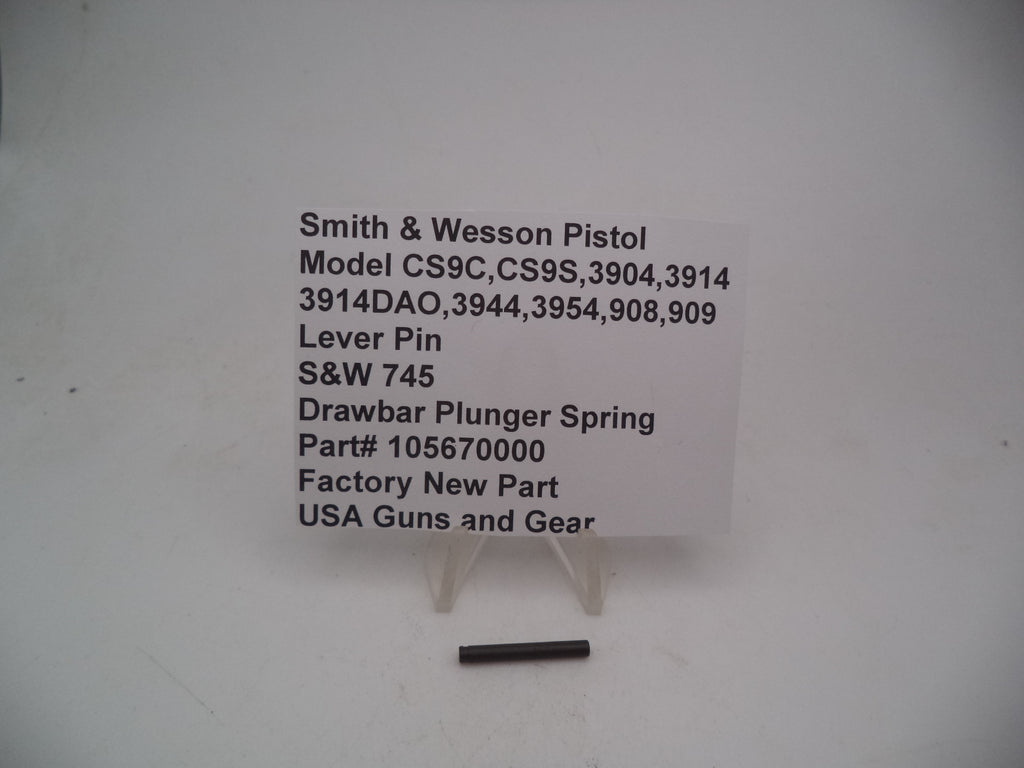 Smith & Wesson Pistol
Model CS9C,CS9S,3904,3914
3914DAO,3944,3954,908,909
Lever Pin
S&W 745
Drawbar Plunger Spring
Part# 105670000
Factory New Part
USA Guns and Gear